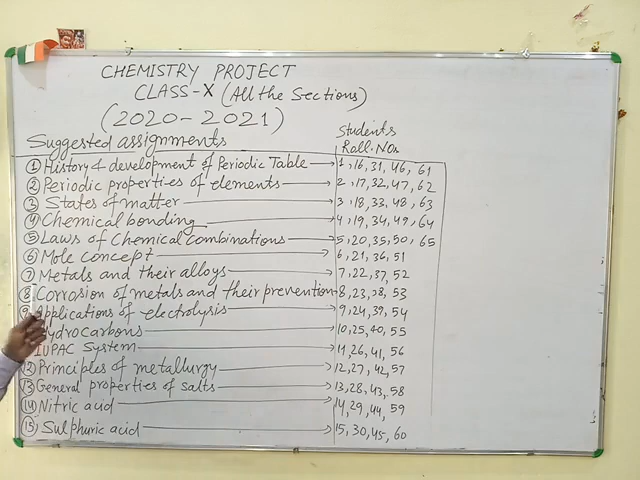 CHEMISTRY PROJECT
CLASS-X (All the Sections)
(2020-2021)
Suggested assignments Students Roll. Nos.
① History & development of Periodic Table 1, 16, 31, 46, 61
② Periodic properties of elements 2, 17, 32, 47, 62
③ States of matter 3, 18, 33, 48, 63
④ Chemical bonding 4, 19, 34, 49, 64
⑤ Laws of Chemical combinations 5, 20, 35, 50, 65
⑥ Mole concept 6, 21, 36, 51
⑦ Metals and their alloys 7, 22, 37, 52
⑧ Corrosion of metals and their prevention 8, 23, 38, 53
⑨ Applications of electrolysis 9, 24, 39, 54
Hydrocarbons 10, 25, 40, 55
IUPAC System 11, 26, 41, 56
⑫ Principles of metallurgy 12, 27, 42, 57
⑬ General properties of salts 13, 28, 43, 58
⑭ Nitric acid 14, 29, 44, 59
⑮ Sulphuric acid 15, 30, 45, 60